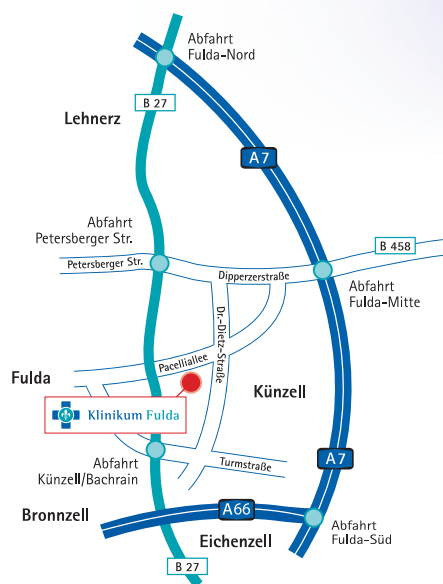 Abfahrt
Fulda-Nord
B 27
Lehnerz
A7
Abfahrt
Petersberger Str.
B 458
Petersberger Str.
Dipperzerstraße
Abfahrt
Fulda-Mitte
Dr.-Dietz-Straße
Pacelliallee
Fulda
Künzell
Klinikum Fulda
Abfahrt
Künzell/Bachrain
Turmstraße
A7
Bronnzell
A66
Abfahrt
Fulda-Süd
Eichenzell
B 27